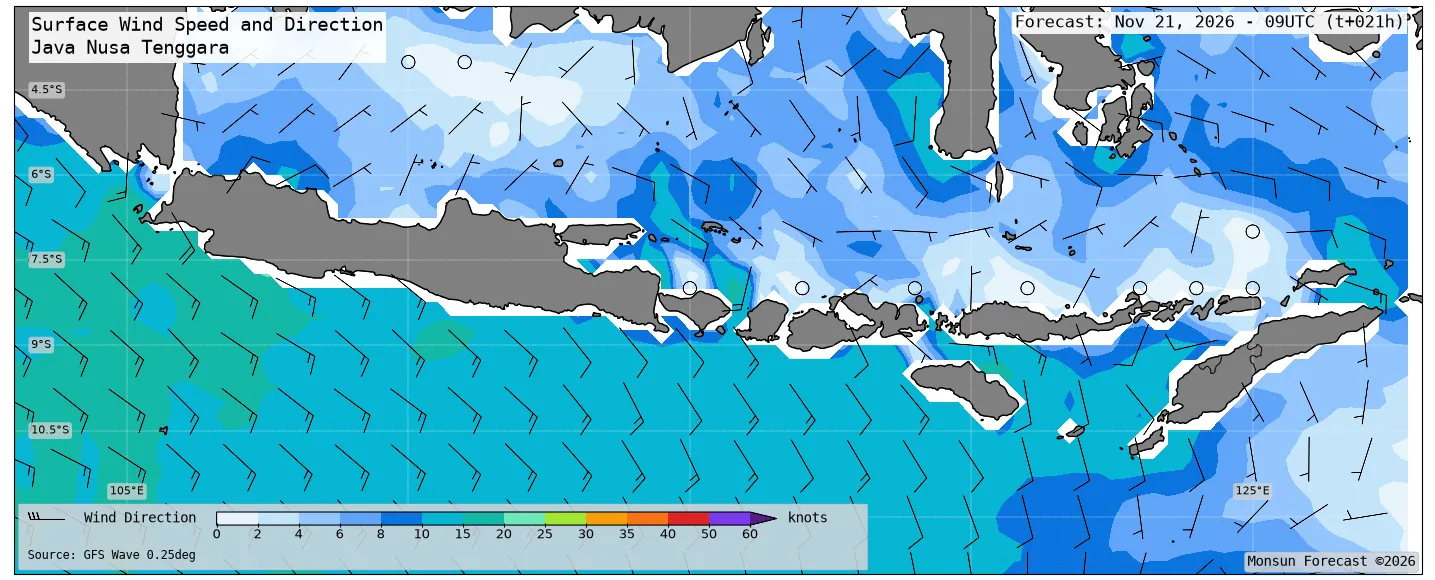 Surface Wind Speed and Direction
Java Nusa Tenggara
Forecast: Nov 21, 2026 - 09UTC (t+021h)
4.5°S
6°S
7.5°S
9°S
10.5°S
105°E
125°E
Wind Direction
knots
0 2 4 6 8 10 15 20 25 30 35 40 50 60
Source: GFS Wave 0.25deg
Monsun Forecast ©2026